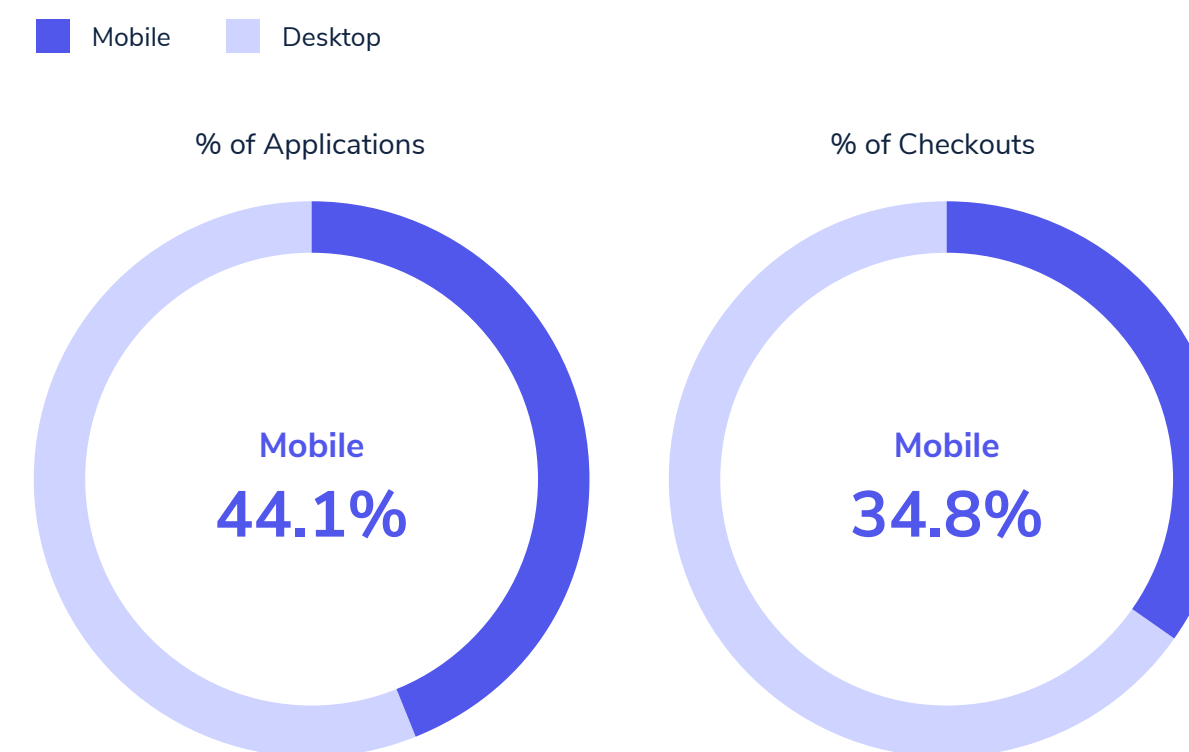 Mobile
Desktop
% of Applications
% of Checkouts
Mobile
44.1%
Mobile
34.8%